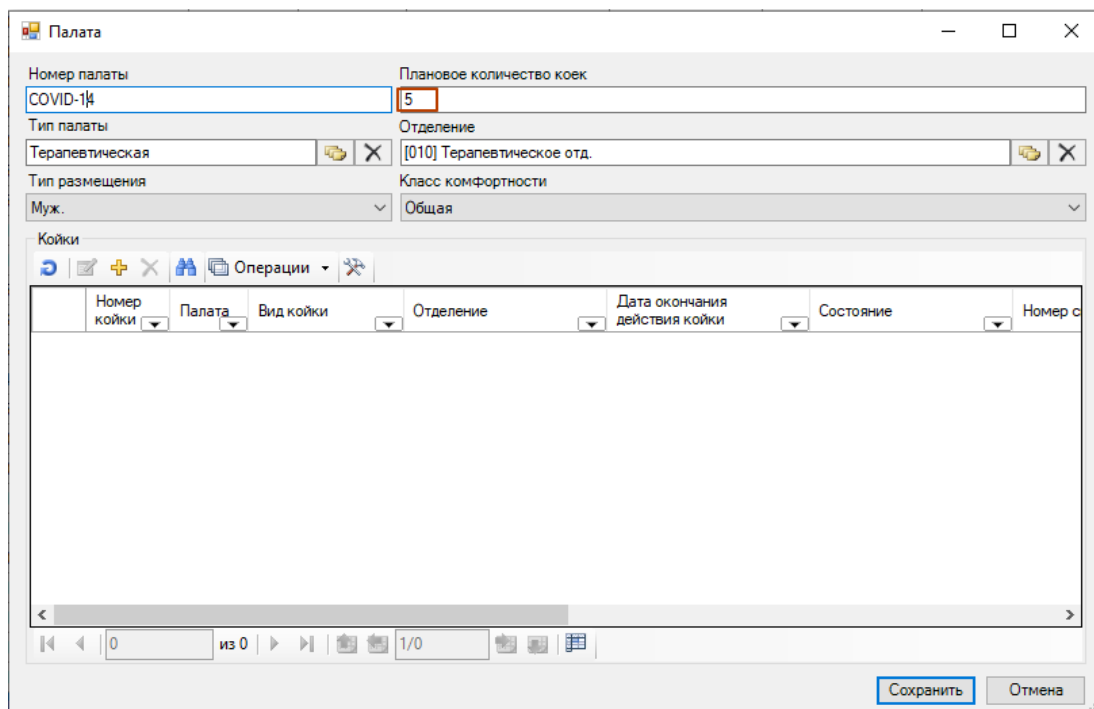 Палата
Номер палаты Плановое количество коек
COVID-14 5
Тип палаты Отделение
Терапевтическая [010] Терапевтическое отд.
Тип размещения Класс комфортности
Муж. Общая
Койки
Операции
Номер койки Палата Вид койки Отделение Дата окончания действия койки Состояние Номер с
0 из 0 1/0
Сохранить Отмена